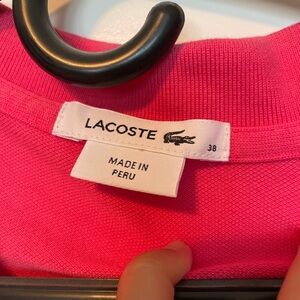 LACOSTE
38
MADE IN
PERU